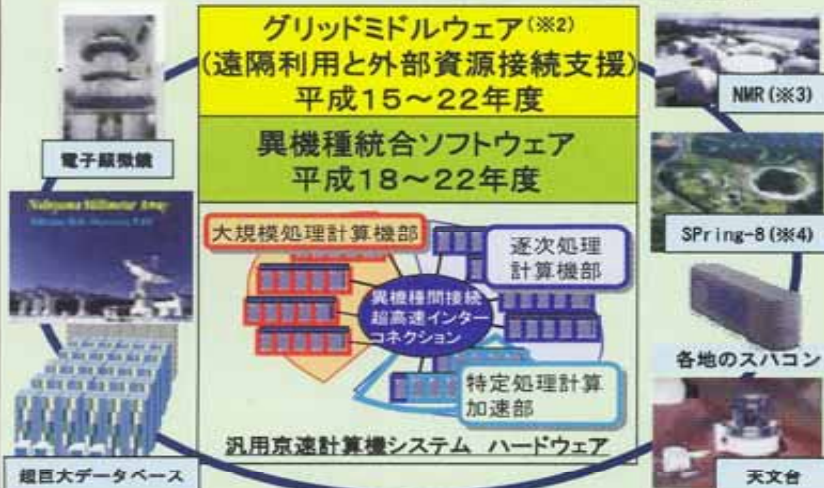 グリッドミドルウェア(※2)
(遠隔利用と外部資源接続支援)
平成15～22年度
NMR(※3)
電子顕微鏡
異機種統合ソフトウェア
平成18～22年度
Nobeyama Millimeter Array
SPring-8(※4)
大規模処理計算機部
逐次処理
計算機部
異機種間接続
超高速インター
コネクション
各地のスパコン
特定処理計算
加速部
汎用京速計算機システム ハードウェア
超巨大データベース
天文台